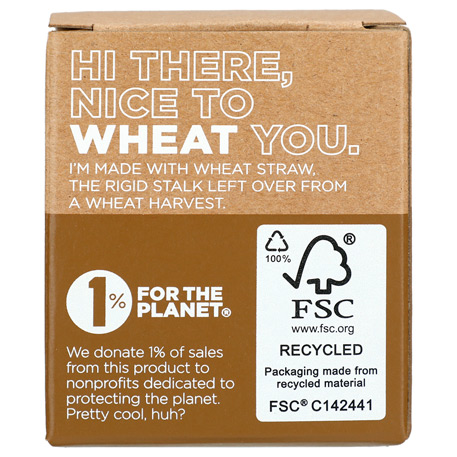 HI THERE,
NICE TO
WHEAT YOU.
I'M MADE WITH WHEAT STRAW,
THE RIGID STALK LEFT OVER FROM
A WHEAT HARVEST.
1%
FOR THE
PLANET®
We donate 1% of sales
from this product to
nonprofits dedicated to
protecting the planet.
Pretty cool, huh?
100%
®
FSC
www.fsc.org
RECYCLED
Packaging made from
recycled material
FSC® C142441